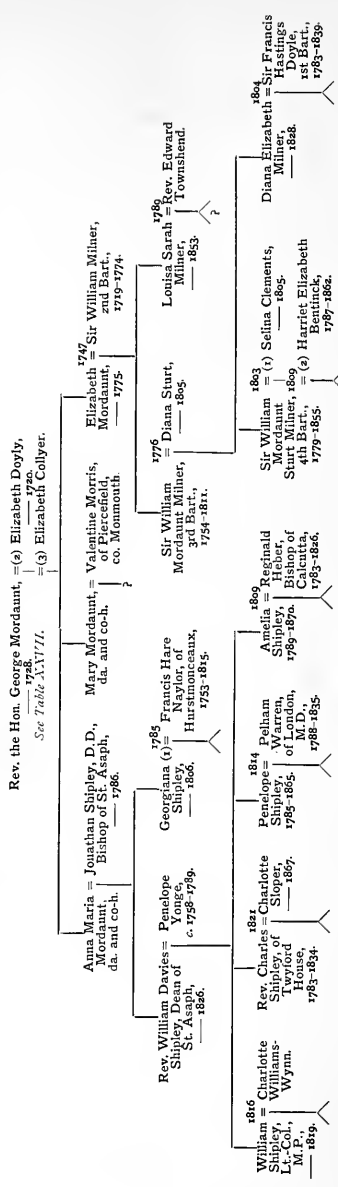 Rev. the Hon. George Mordaunt, =(2) Elizabeth Doyly,
—— 1728. —— 1720.
See Table XXVII. =(3) Elizabeth Collyer.
Anna Maria = Jonathan Shipley, D.D.,
Mordaunt, Bishop of St. Asaph,
da. and co-h. —— 1786.
Mary Mordaunt, = Valentine Morris,
da. and co-h. of Piercefield,
co. Monmouth.
?
1747
Elizabeth = Sir William Milner,
Mordaunt, 2nd Bart.,
—— 1775. 1719-1774.
Rev. William Davies = Penelope
Shipley, Dean of Yonge,
St. Asaph, c. 1758-1789.
—— 1826.
1785
Georgiana (1)= Francis Hare
Shipley, Naylor, of
—— 1806. Hurstmonceaux,
1753-1815.
1776
Sir William = Diana Sturt,
Mordaunt Milner, —— 1805.
3rd Bart.,
1754-1811.
1789
Louisa Sarah = Rev. Edward
Milner, Townshend.
—— 1853.
?
1816
William = Charlotte
Shipley, Williams-
Lt.-Col., Wynn.
M.P.,
—— 1819.
1821
Rev. Charles = Charlotte
Shipley, of Sloper,
Twyford —— 1867.
House,
1783-1834.
1814
Penelope = Pelham
Shipley, Warren,
1785-1865. of London,
M.D.,
1788-1835.
1809
Amelia = Reginald
Shipley, Heber,
1789-1870. Bishop of
Calcutta,
1783-1826.
1803
Sir William = (1) Selina Clements,
Mordaunt —— 1805.
Sturt Milner, 1809
4th Bart., = (2) Harriet Elizabeth
1779-1855. Bentinck,
1787-1862.
1804
Diana Elizabeth = Sir Francis
Milner, Hastings
—— 1828. Doyle,
1st Bart.,
1783-1839.